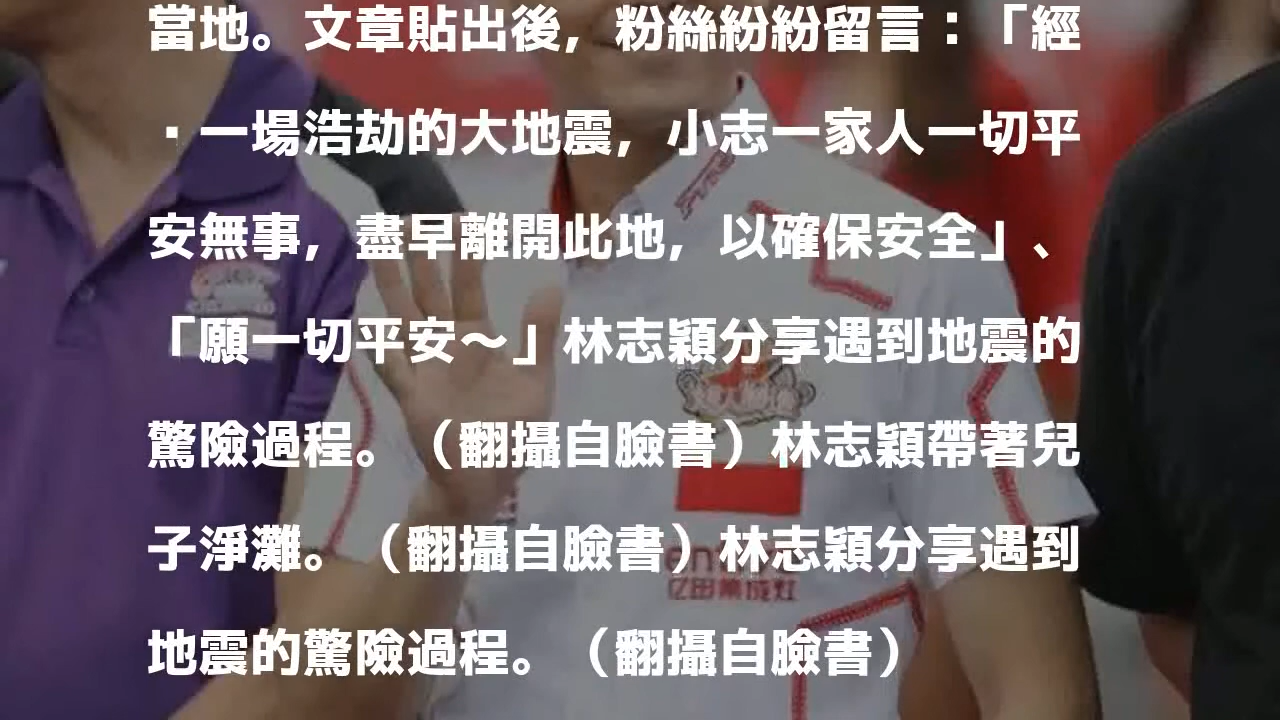 當地。文章貼出後，粉絲紛紛留言：「經
一場浩劫的大地震，小志一家人一切平
安無事，盡早離開此地，以確保安全」、
「願一切平安～」林志穎分享遇到地震的
驚險過程。（翻攝自臉書）林志穎帶著兒
子淨灘。（翻攝自臉書）林志穎分享遇到
地震的驚險過程。（翻攝自臉書）
亿田集成灶